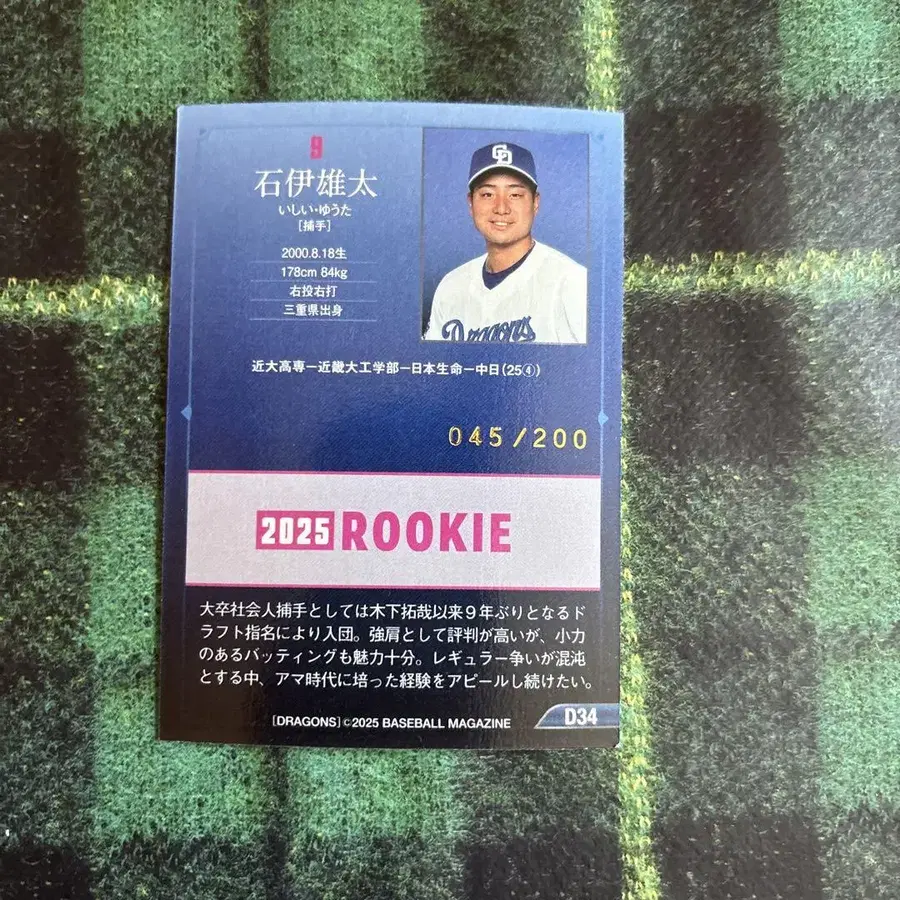 9
石伊雄太
いしい・ゆうた
[捕手]
2000.8.18生
178cm 84kg
右投右打
三重県出身
CD
Dragons
近大高専ー近畿大工学部ー日本生命ー中日(25④)
045/200
2025 ROOKIE
大卒社会人捕手としては木下拓哉以来９年ぶりとなるド
ラフト指名により入団。強肩として評判が高いが、小力
のあるバッティングも魅力十分。レギュラー争いが混沌
とする中、アマ時代に培った経験をアピールし続けたい。
[DRAGONS]©2025 BASEBALL MAGAZINE
D34